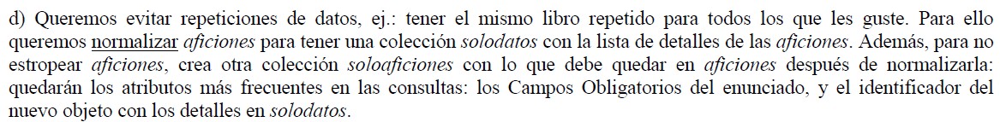 d) Queremos evitar repeticiones de datos, ej.: tener el mismo libro repetido para todos los que les guste. Para ello
queremos normalizar aficiones para tener una colección solodatos con la lista de detalles de las aficiones. Además, para no
estropear aficiones, crea otra colección soloaficiones con lo que debe quedar en aficiones después de normalizarla:
quedarán los atributos más frecuentes en las consultas: los Campos Obligatorios del enunciado, y el identificador del
nuevo objeto con los detalles en solodatos.